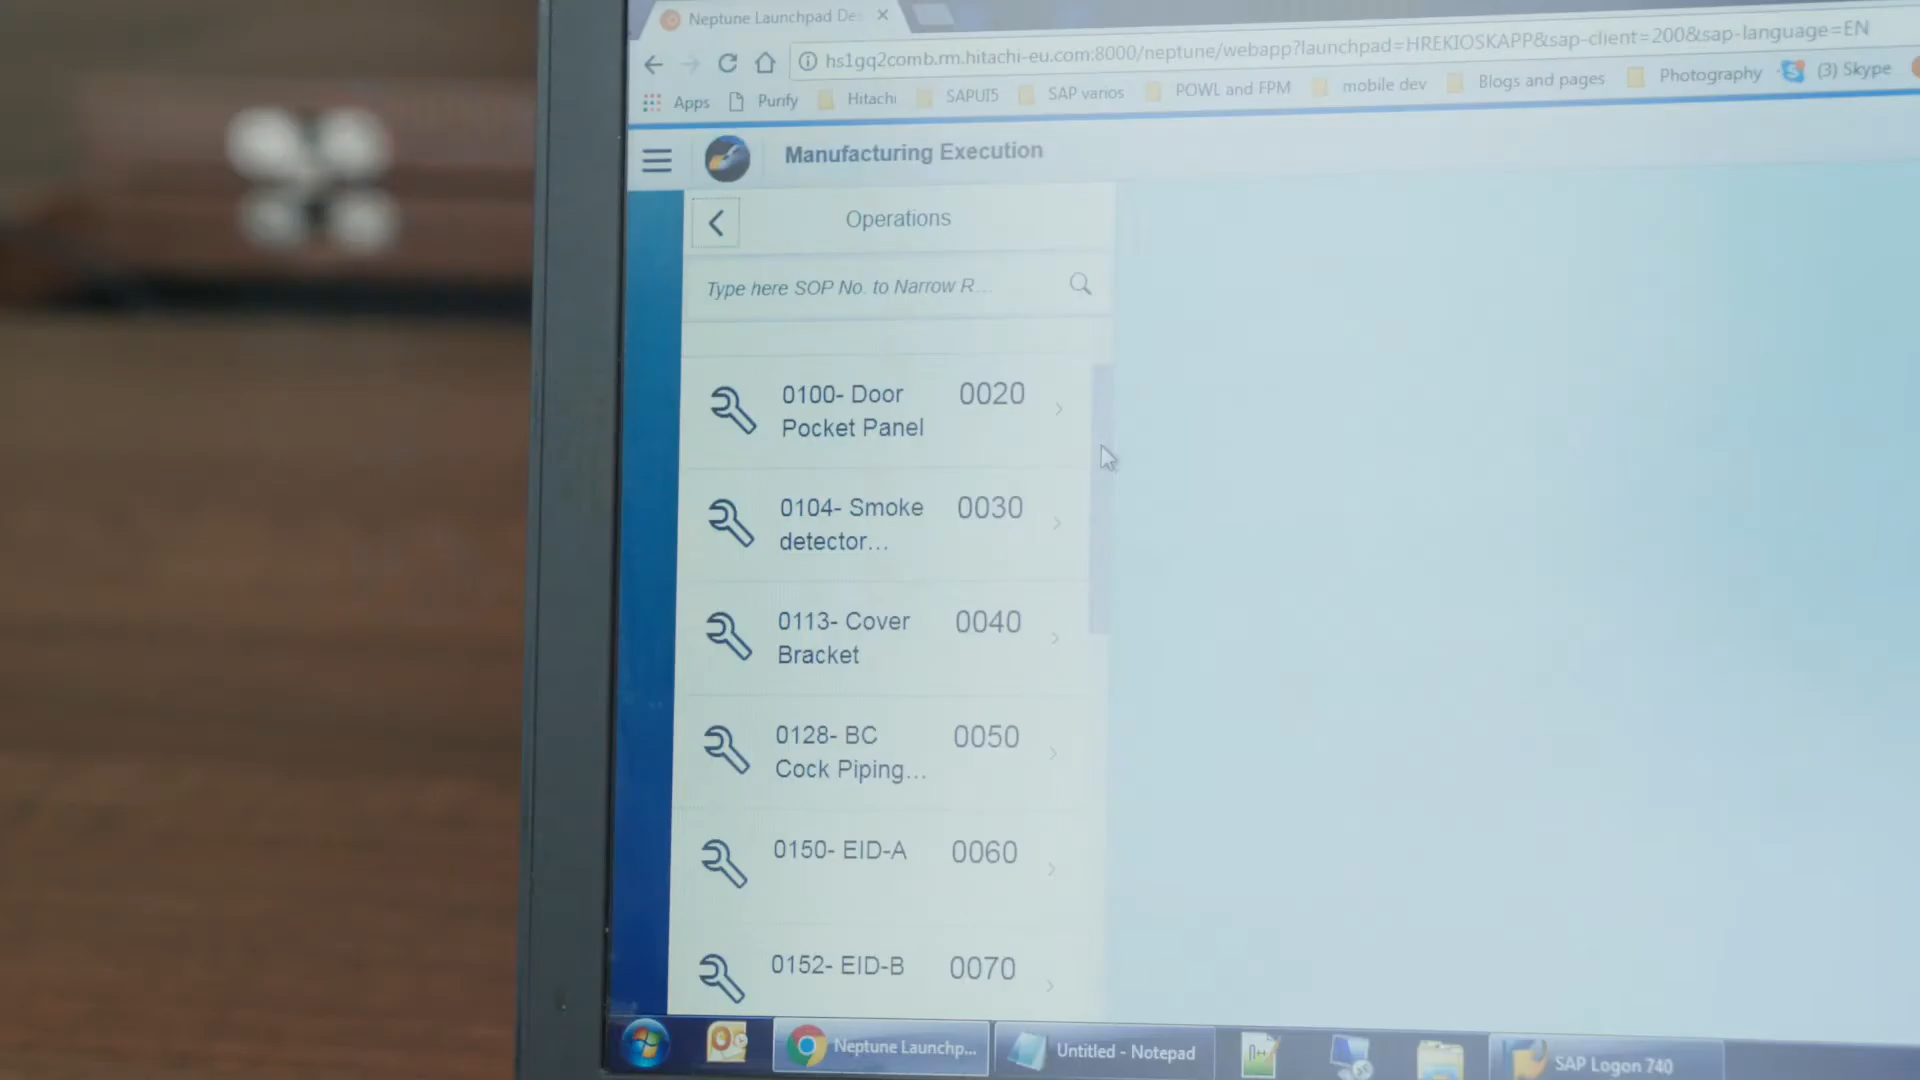 Neptune Launchpad De
hs1gq2comb.rm.hitachi-eu.com:8000/neptune/webapp?launchpad=HREKIOSKAPP&sap-client=200&sap-language=EN
Apps Purify Hitachi SAPUI5 SAP varios POWL and FPM mobile dev Blogs and pages Photography (3) Skype
Manufacturing Execution
Operations
Type here SOP No. to Narrow R...
0100- Door 0020
Pocket Panel
0104- Smoke 0030
detector...
0113- Cover 0040
Bracket
0128- BC 0050
Cock Piping...
0150- EID-A 0060
0152- EID-B 0070
Neptune Launchp... Untitled - Notepad SAP Logon 740